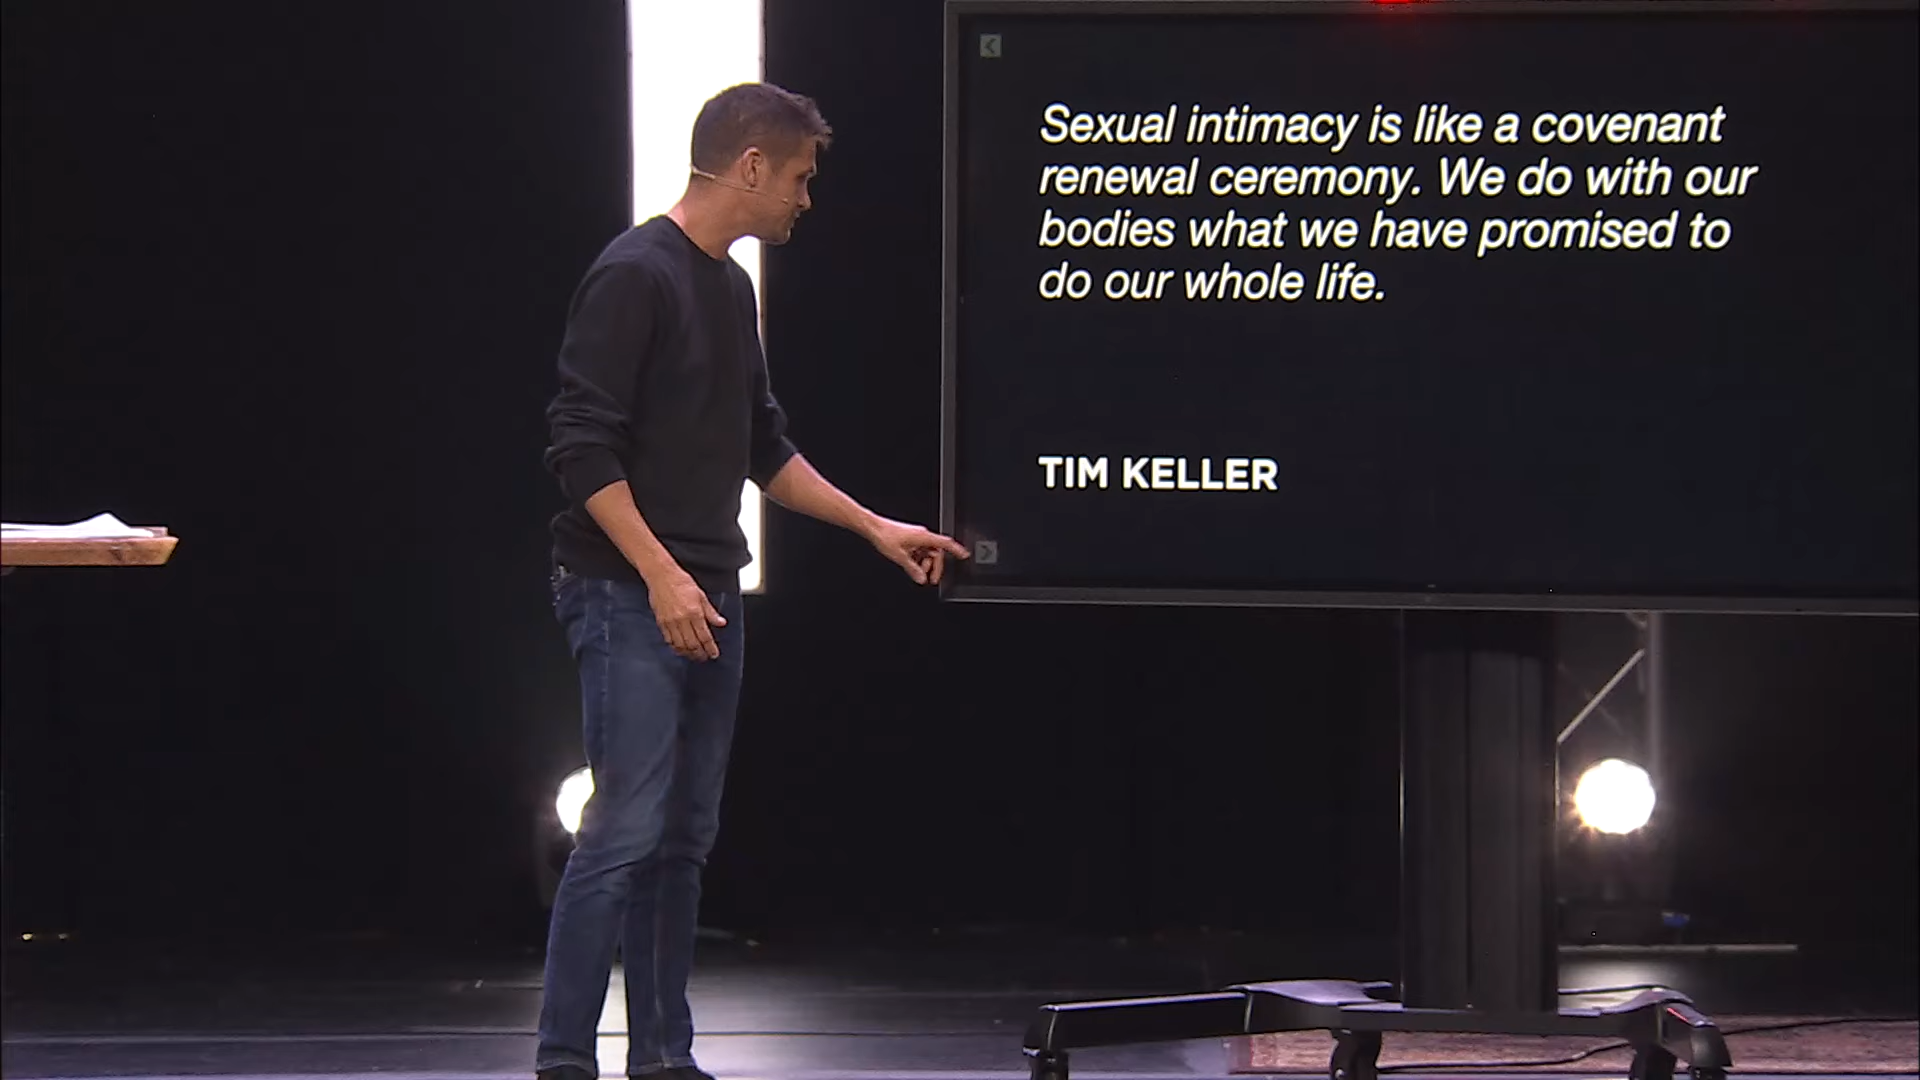 Sexual intimacy is like a covenant
renewal ceremony. We do with our
bodies what we have promised to
do our whole life.
TIM KELLER